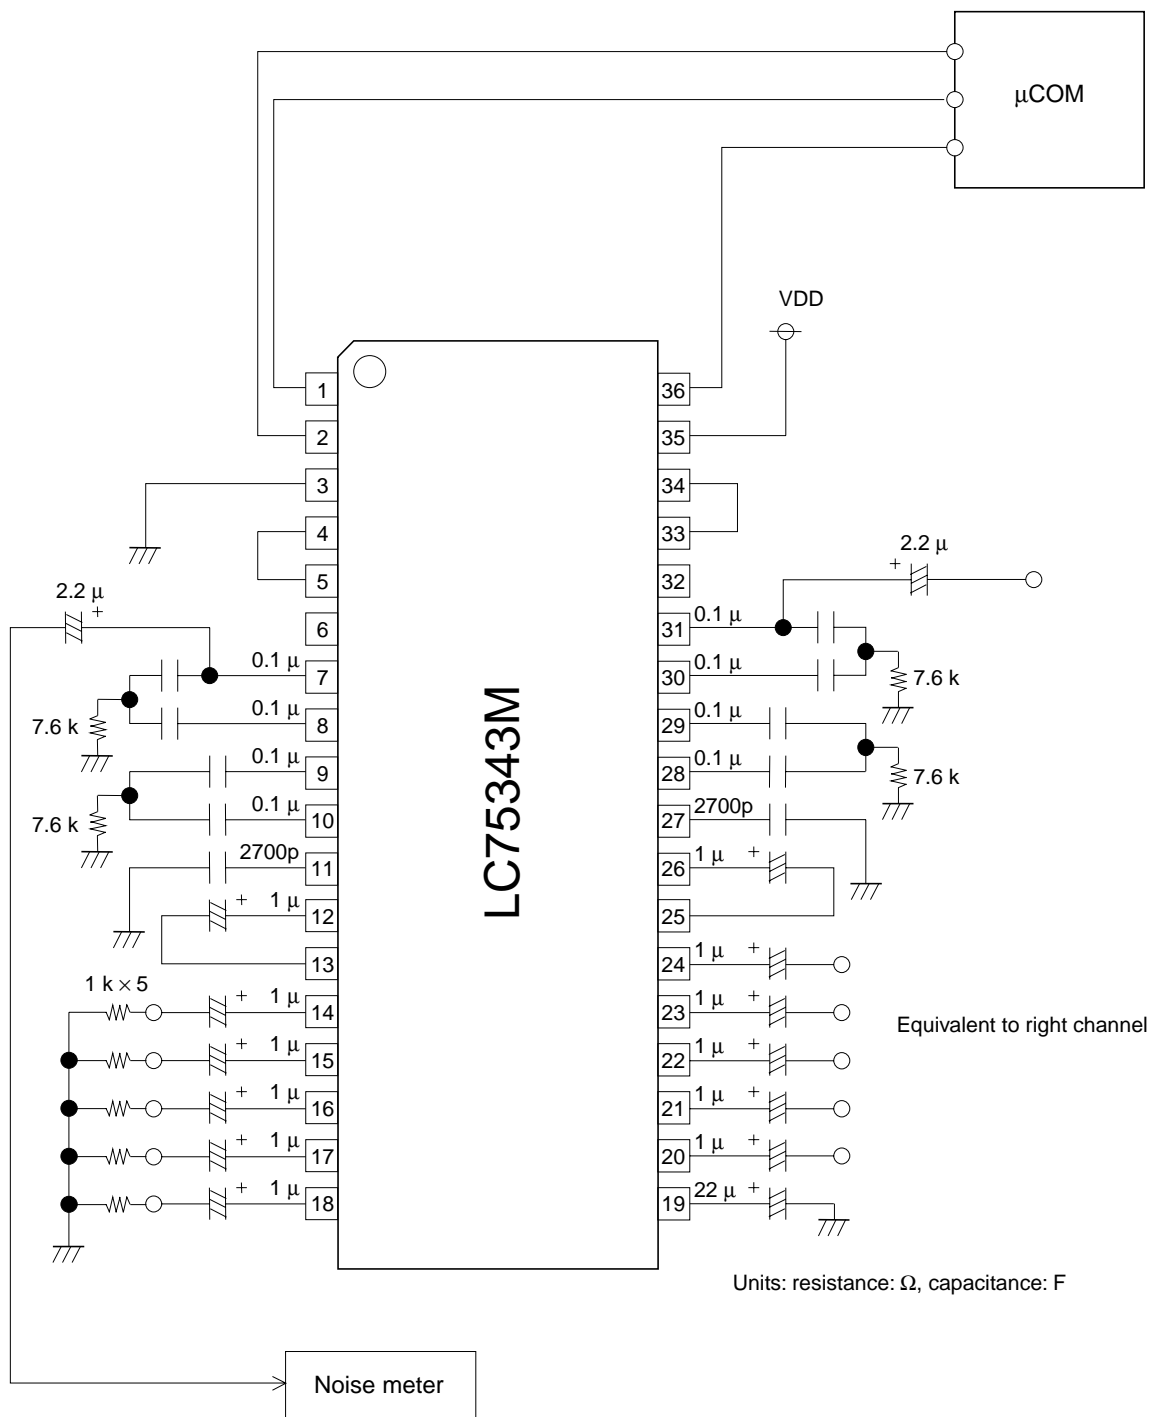 μCOM
VDD
1
36
2
35
3
34
4
33
2.2 μ
+
5
32
2.2 μ
+
6
31
0.1 μ
0.1 μ
7
30
0.1 μ
7.6 k
7.6 k
0.1 μ
8
29
0.1 μ
0.1 μ
9
28
0.1 μ
7.6 k
7.6 k
0.1 μ
10
27
2700p
2700p
11
26
1 μ
+
+
1 μ
12
25
13
24
1 μ
+
1 k × 5
+
1 μ
14
23
1 μ
+
Equivalent to right channel
+
1 μ
15
22
1 μ
+
+
1 μ
16
21
1 μ
+
+
1 μ
17
20
1 μ
+
+
1 μ
18
19
22 μ
+
LC75343M
Units: resistance: Ω, capacitance: F
Noise meter